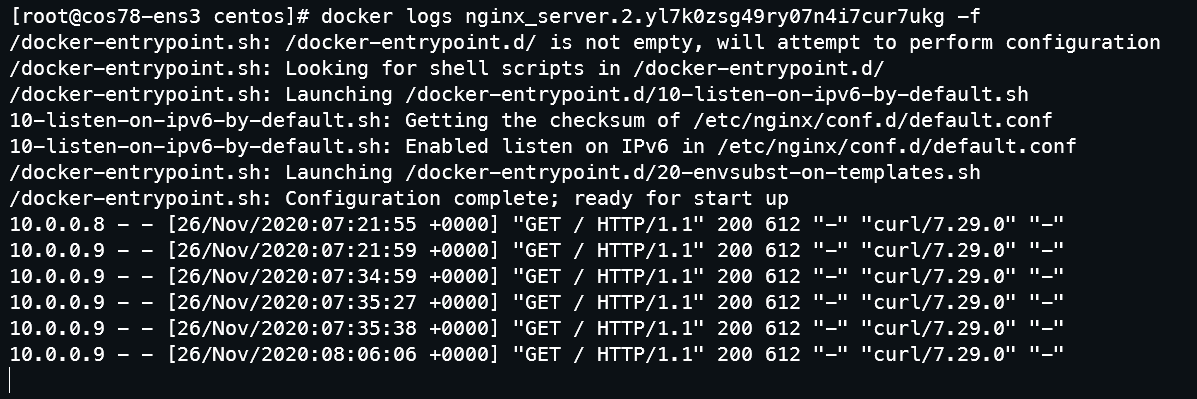 [root@cos78-ens3 centos]# docker logs nginx_server.2.yl7k0zsg49ry07n4i7cur7ukg -f
/docker-entrypoint.sh: /docker-entrypoint.d/ is not empty, will attempt to perform configuration
/docker-entrypoint.sh: Looking for shell scripts in /docker-entrypoint.d/
/docker-entrypoint.sh: Launching /docker-entrypoint.d/10-listen-on-ipv6-by-default.sh
10-listen-on-ipv6-by-default.sh: Getting the checksum of /etc/nginx/conf.d/default.conf
10-listen-on-ipv6-by-default.sh: Enabled listen on IPv6 in /etc/nginx/conf.d/default.conf
/docker-entrypoint.sh: Launching /docker-entrypoint.d/20-envsubst-on-templates.sh
/docker-entrypoint.sh: Configuration complete; ready for start up
10.0.0.8 - - [26/Nov/2020:07:21:55 +0000] "GET / HTTP/1.1" 200 612 "-" "curl/7.29.0" "-"
10.0.0.9 - - [26/Nov/2020:07:21:59 +0000] "GET / HTTP/1.1" 200 612 "-" "curl/7.29.0" "-"
10.0.0.9 - - [26/Nov/2020:07:34:59 +0000] "GET / HTTP/1.1" 200 612 "-" "curl/7.29.0" "-"
10.0.0.9 - - [26/Nov/2020:07:35:27 +0000] "GET / HTTP/1.1" 200 612 "-" "curl/7.29.0" "-"
10.0.0.9 - - [26/Nov/2020:07:35:38 +0000] "GET / HTTP/1.1" 200 612 "-" "curl/7.29.0" "-"
10.0.0.9 - - [26/Nov/2020:08:06:06 +0000] "GET / HTTP/1.1" 200 612 "-" "curl/7.29.0" "-"